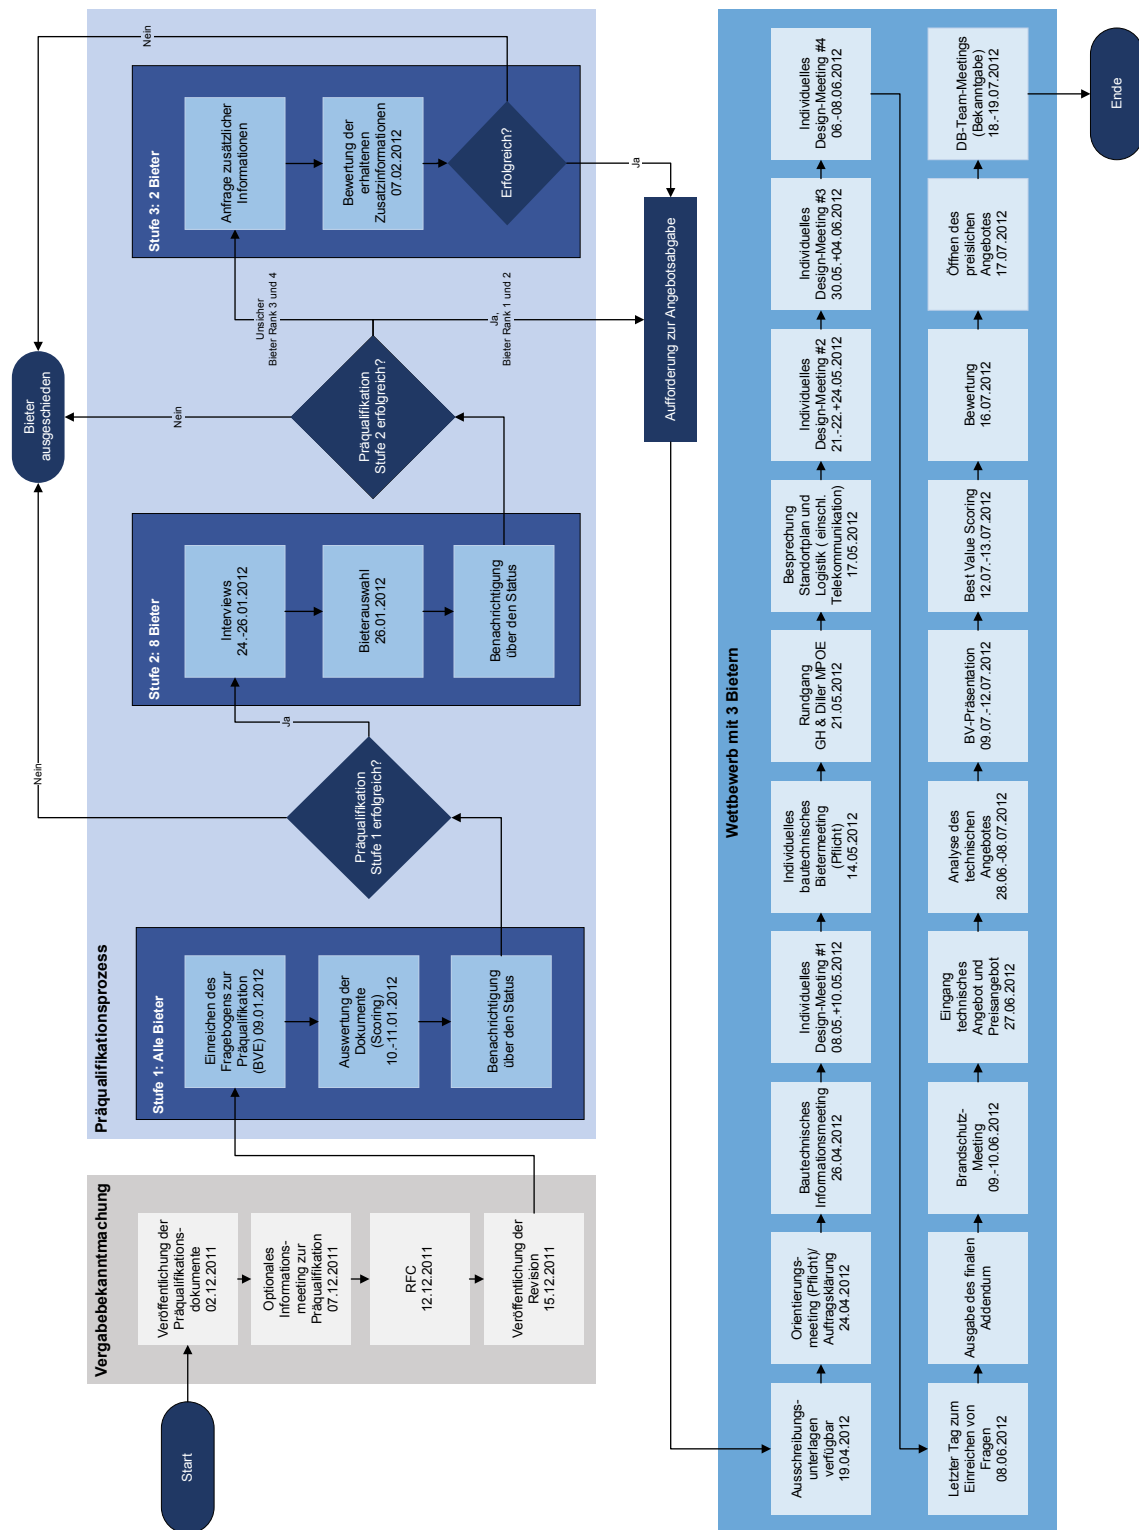 Start
Vergabebekanntmachung
Veröffentlichung der
Präqualifikations-
dokumente
02.12.2011
Optionales
Informations-
meeting zur
Präqualifikation
07.12.2011
RFC
12.12.2011
Veröffentlichung der
Revision
15.12.2011
Präqualifikationsprozess
Stufe 1: Alle Bieter
Einreichen des
Fragebogens zur
Präqualifikation
(BVE) 09.01.2012
Auswertung der
Dokumente
(Scoring)
10.-11.01.2012
Benachrichtigung
über den Status
Präqualifikation
Stufe 1 erfolgreich?
Nein
Ja
Stufe 2: 8 Bieter
Interviews
24.-26.01.2012
Bieterauswahl
26.01.2012
Benachrichtigung
über den Status
Präqualifikation
Stufe 2 erfolgreich?
Nein
Bieter
ausgeschieden
Unsicher
Bieter Rank 3 und 4
Ja,
Bieter Rank 1 und 2
Stufe 3: 2 Bieter
Anfrage zusätzlicher
Informationen
Bewertung der
erhaltenen
Zusatzinformationen
07.02.2012
Erfolgreich?
Nein
Ja
Aufforderung zur Angebotsabgabe
Wettbewerb mit 3 Bietern
Ausschreibungs-
unterlagen
verfügbar
19.04.2012
Orientierungs-
meeting (Pflicht)/
Auftragsklärung
24.04.2012
Bautechnisches
Informationsmeeting
26.04.2012
Individuelles
Design-Meeting #1
08.05.+10.05.2012
Individuelles
bautechnisches
Bietermeeting
(Pflicht)
14.05.2012
Rundgang
GH & Diller MPOE
21.05.2012
Besprechung
Standortplan und
Logistik ( einschl.
Telekommunikation)
17.05.2012
Individuelles
Design-Meeting #2
21.-22.+24.05.2012
Individuelles
Design-Meeting #3
30.05.+04.06.2012
Individuelles
Design-Meeting #4
06.-08.06.2012
Letzter Tag zum
Einreichen von
Fragen
08.06.2012
Ausgabe des finalen
Addendum
Brandschutz-
Meeting
09.-10.06.2012
Eingang
technisches
Angebot und
Preisangebot
27.06.2012
Analyse des
technischen
Angebotes
28.06.-08.07.2012
BV-Präsentation
09.07.-12.07.2012
Best Value Scoring
12.07.-13.07.2012
Bewertung
16.07.2012
Öffnen des
preislichen
Angebotes
17.07.2012
DB-Team-Meetings
(Bekanntgabe)
18.-19.07.2012
Ende